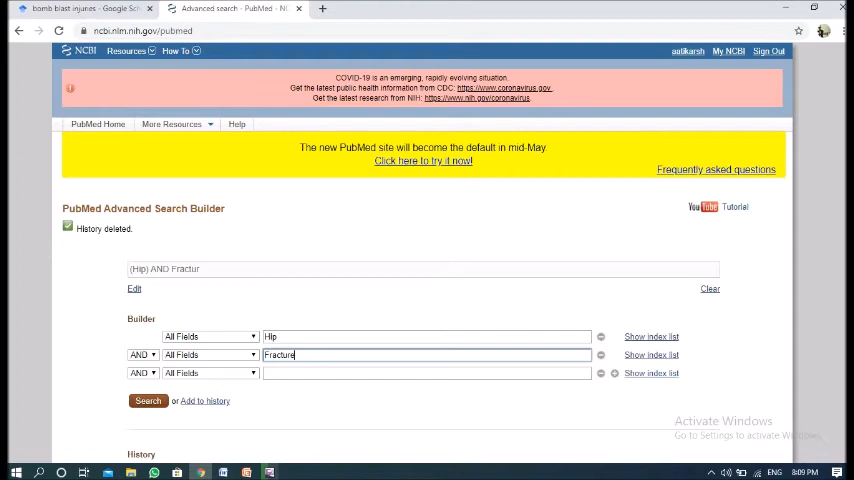 bomb blast injuries - Google Sch
Advanced search - PubMed - NC
ncbi.nlm.nih.gov/pubmed
NCBI Resources How To aatikarsh My NCBI Sign Out
COVID-19 is an emerging, rapidly evolving situation.
Get the latest public health information from CDC: https://www.coronavirus.gov
Get the latest research from NIH: https://www.nih.gov/coronavirus.
PubMed Home More Resources Help
The new PubMed site will become the default in mid-May.
Click here to try it now!
Frequently asked questions
PubMed Advanced Search Builder
YouTube Tutorial
History deleted.
(Hip) AND Fractur
Edit Clear
Builder
All Fields Hip Show index list
AND All Fields Fracture Show index list
AND All Fields Show index list
Search or Add to history
Activate Windows
Go to Settings to activate Windows.
History
ENG 8:09 PM